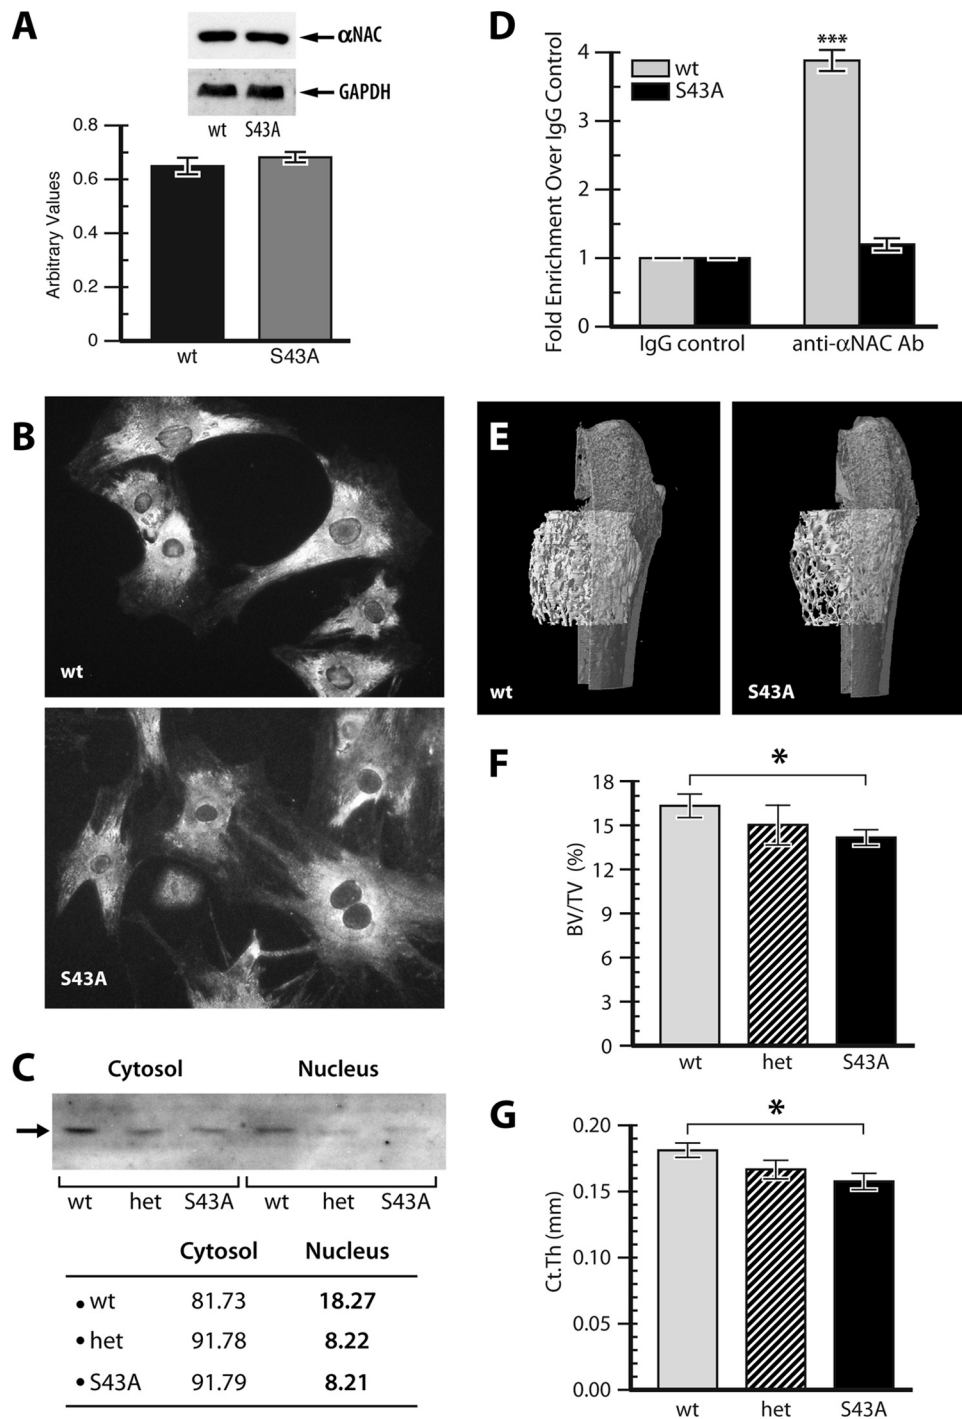 A
αNAC
GAPDH
wt S43A
0.8
0.6
0.4
0.2
0
Arbitrary Values
wt S43A
D
4
4
2
1
0
Fold Enrichment Over IgG Control
***
wt
S43A
IgG control anti-αNAC Ab
B
wt
S43A
E
wt
S43A
C
Cytosol Nucleus
wt het S43A wt het S43A
Cytosol Nucleus
• wt 81.73 18.27
• het 91.78 8.22
• S43A 91.79 8.21
F
*
18
15
12
9
6
3
0
BV/TV (%)
wt het S43A
G
*
0.20
0.15
0.10
0.05
0.00
Ct.Th (mm)
wt het S43A